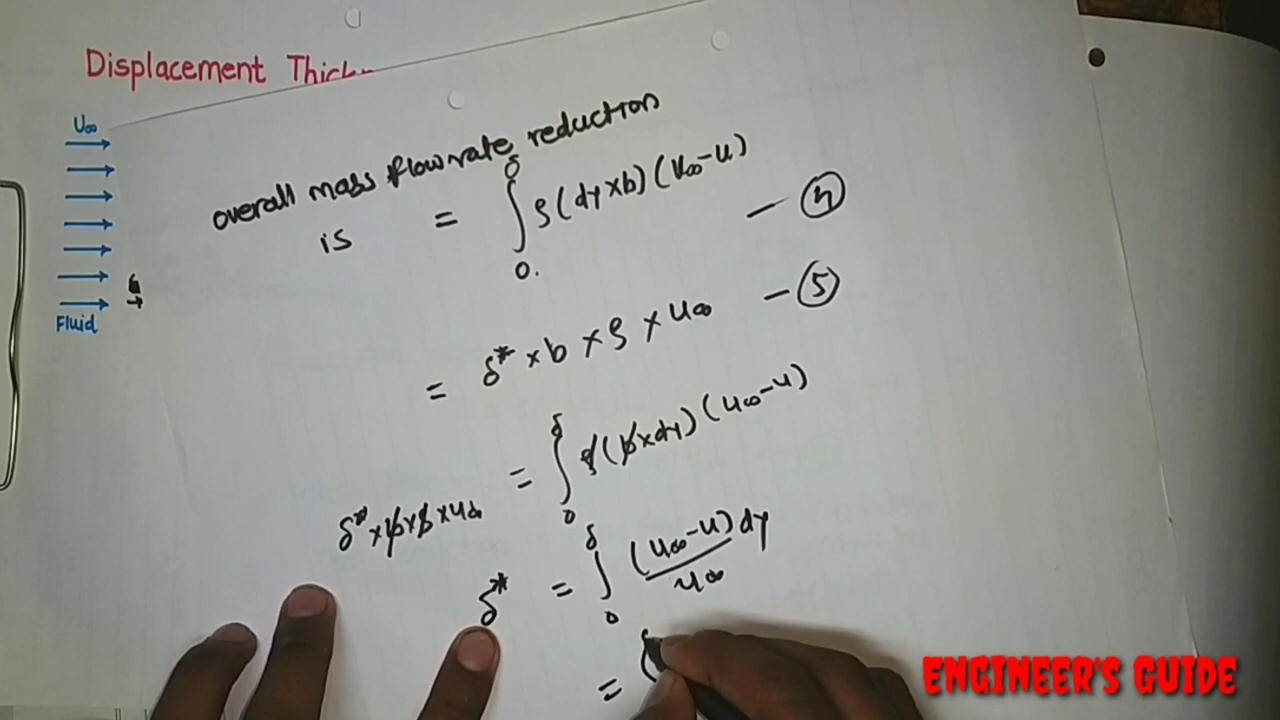 Displacement Thick
U∞
Fluid
overall mass flowrate reduction
is = ∫₀^δ ρ(dy×b)(u∞-u) - ④
= δ* × b × ρ × u∞ - ⑤
δ*×b×ρ×u∞ = ∫₀^δ ρ(b×dy)(u∞-u)
δ* = ∫₀^δ (u∞-u)dy / u∞
=
ENGINEER'S GUIDE